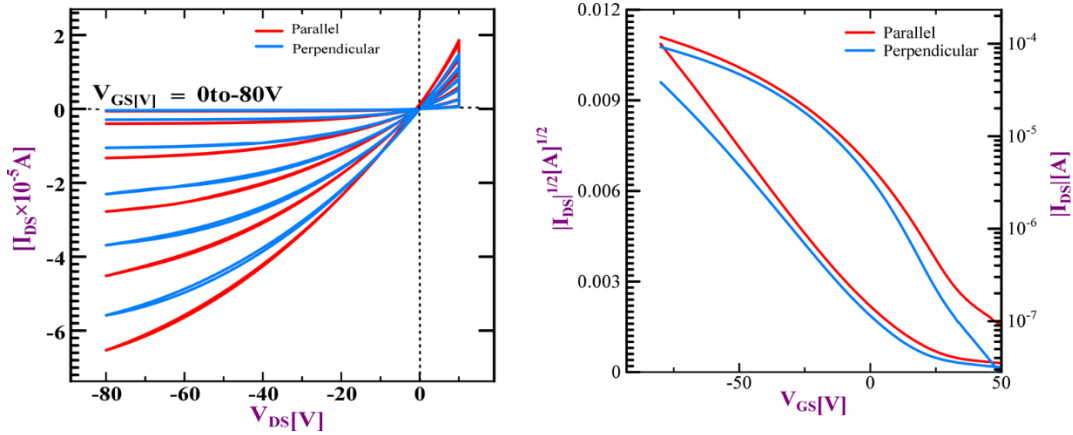 2
0
-2
-4
-6
[I_DS×10^-5A]
Parallel
Perpendicular
V_GS[V] = 0to-80V
-80 -60 -40 -20 0
V_DS[V]
0.012
0.009
0.006
0.003
0
|I_DS|^1/2[A]^1/2
Parallel
Perpendicular
10^-4
10^-5
10^-6
10^-7
|I_DS|[A]
-50 0 25 50
V_GS[V]